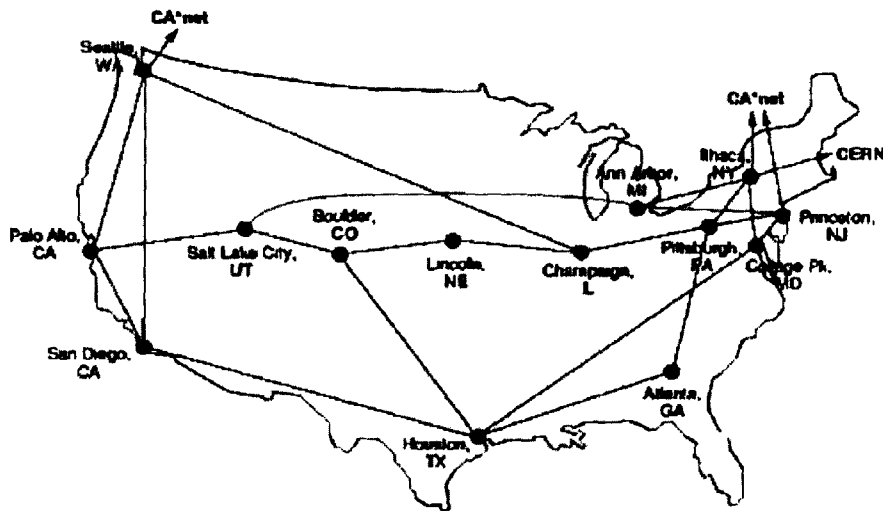 CA*net
Seattle,
WA
CA*net
Ithaca,
NY
CERN
Ann Arbor,
MI
Princeton,
NJ
Palo Alto,
CA
Salt Lake City,
UT
Boulder,
CO
Lincoln,
NE
Champaign,
IL
Pittsburgh,
PA
College Pk.
MD
San Diego,
CA
Houston,
TX
Atlanta,
GA